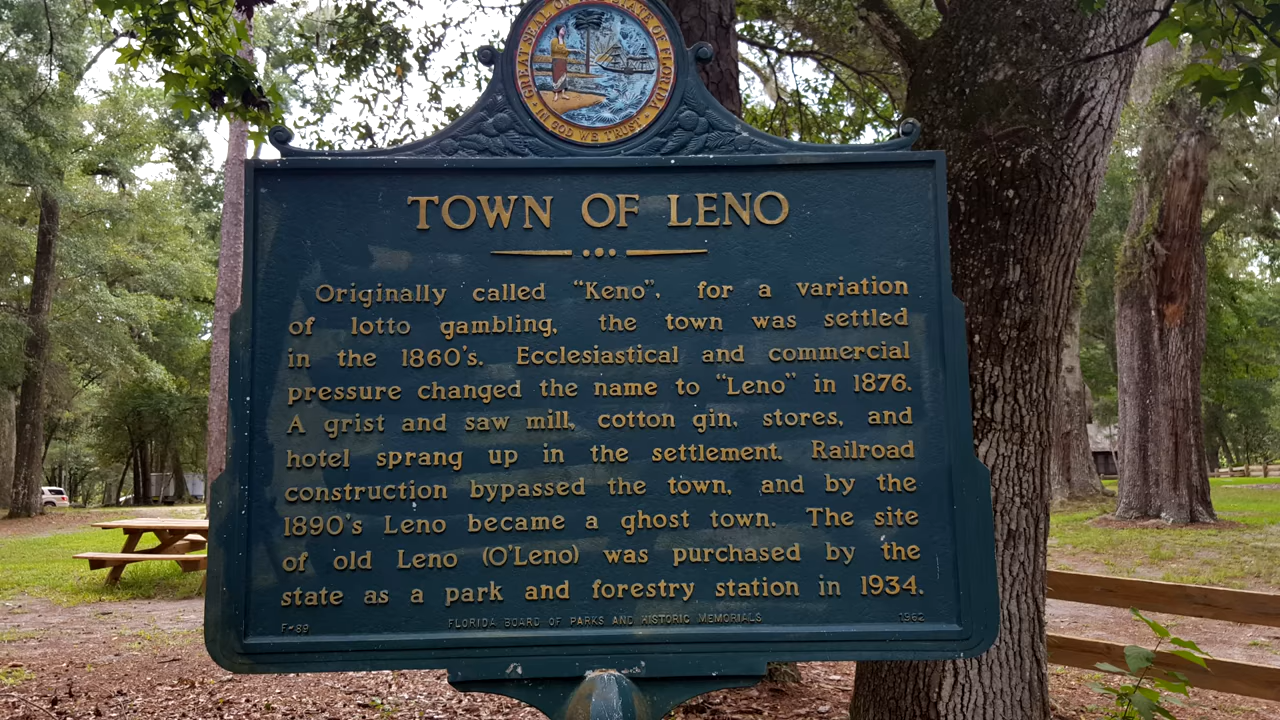 GREAT SEAL OF THE STATE OF FLORIDA
IN GOD WE TRUST
TOWN OF LENO
Originally called "Keno", for a variation
of lotto gambling, the town was settled
in the 1860's. Ecclesiastical and commercial
pressure changed the name to "Leno" in 1876.
A grist and saw mill, cotton gin, stores, and
hotel sprang up in the settlement. Railroad
construction bypassed the town, and by the
1890's Leno became a ghost town. The site
of old Leno (O'Leno) was purchased by the
state as a park and forestry station in 1934.
F-89 FLORIDA BOARD OF PARKS AND HISTORIC MEMORIALS 1962